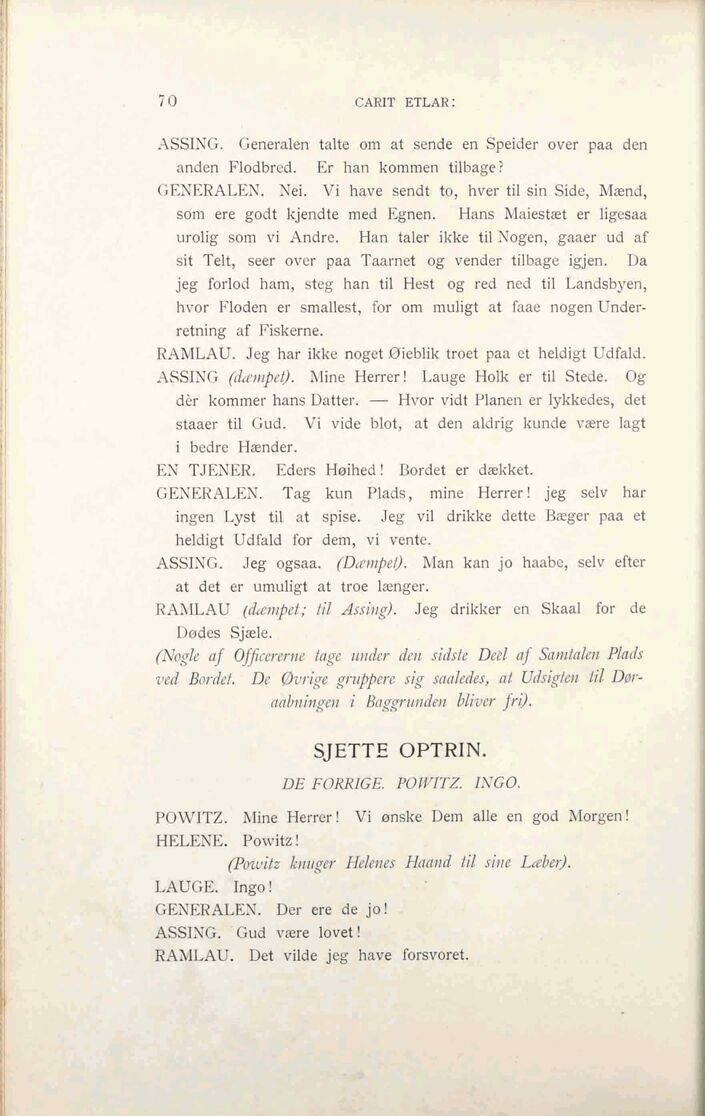 70 CARIT ETLAR:
ASSING. Generalen talte om at sende en Speider over paa den
anden Flodbred. Er han kommen tilbage?
GENERALEN. Nei. Vi have sendt to, hver til sin Side, Mænd,
som ere godt kjendte med Egnen. Hans Maiestæt er ligesaa
urolig som vi Andre. Han taler ikke til Nogen, gaaer ud af
sit Telt, seer over paa Taarnet og vender tilbage igjen. Da
jeg forlod ham, steg han til Hest og red ned til Landsbyen,
hvor Floden er smallest, for om muligt at faae nogen Under-
retning af Fiskerne.
RAMLAU. Jeg har ikke noget Øieblik troet paa et heldigt Udfald.
ASSING (dæmpet). Mine Herrer! Lauge Holk er til Stede. Og
dèr kommer hans Datter. — Hvor vidt Planen er lykkedes, det
staaer til Gud. Vi vide blot, at den aldrig kunde være lagt
i bedre Hænder.
EN TJENER. Eders Høihed! Bordet er dækket.
GENERALEN. Tag kun Plads, mine Herrer! jeg selv har
ingen Lyst til at spise. Jeg vil drikke dette Bæger paa et
heldigt Udfald for dem, vi vente.
ASSING. Jeg ogsaa. (Dæmpet). Man kan jo haabe, selv efter
at det er umuligt at troe længer.
RAMLAU (dæmpet; til Assing). Jeg drikker en Skaal for de
Dødes Sjæle.
(Nogle af Officererne tage under den sidste Deel af Samtalen Plads
ved Bordet. De Øvrige gruppere sig saaledes, at Udsigten til Dør-
aabningen i Baggrunden bliver fri).
SJETTE OPTRIN.
DE FORRIGE. POWITZ. INGO.
POWITZ. Mine Herrer! Vi ønske Dem alle en god Morgen!
HELENE. Powitz!
(Powitz knuger Helenes Haand til sine Læber).
LAUGE. Ingo!
GENERALEN. Der ere de jo!
ASSING. Gud være lovet!
RAMLAU. Det vilde jeg have forsvoret.